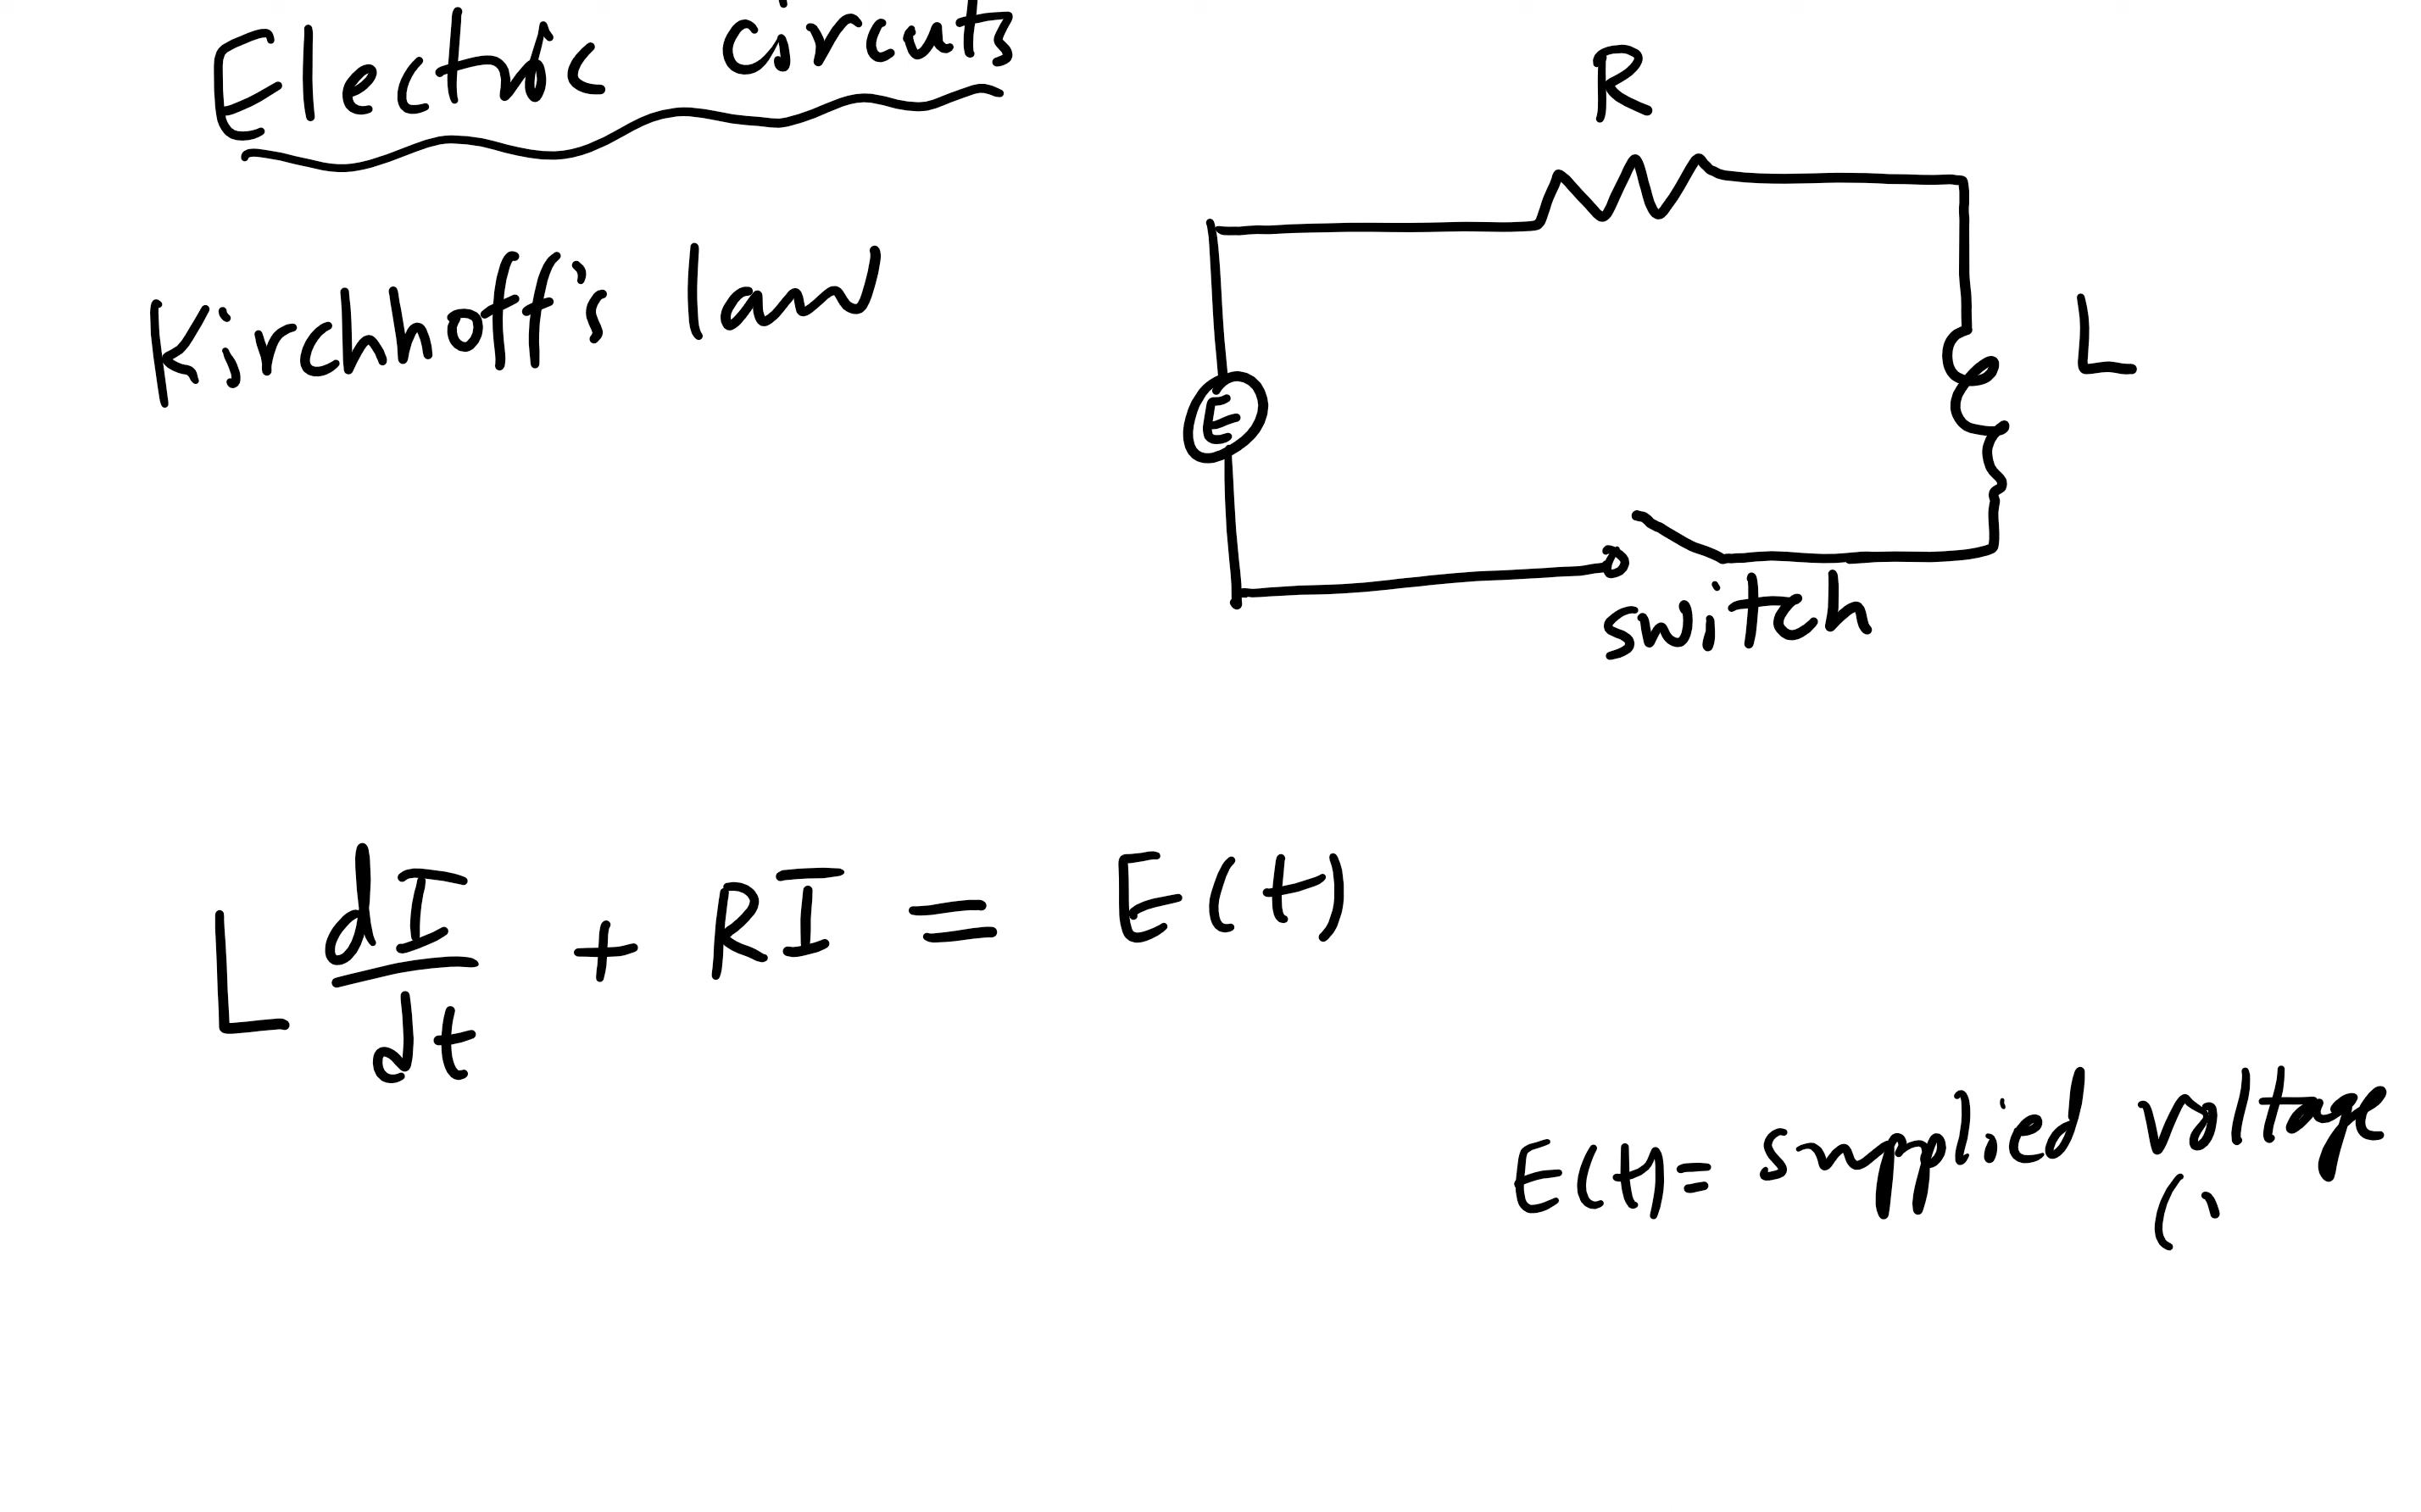 Electric circuits
R
Kirchhoff's law
L
E
switch
L dI/dt + RI = E(t)
E(t) = supplied voltage
(